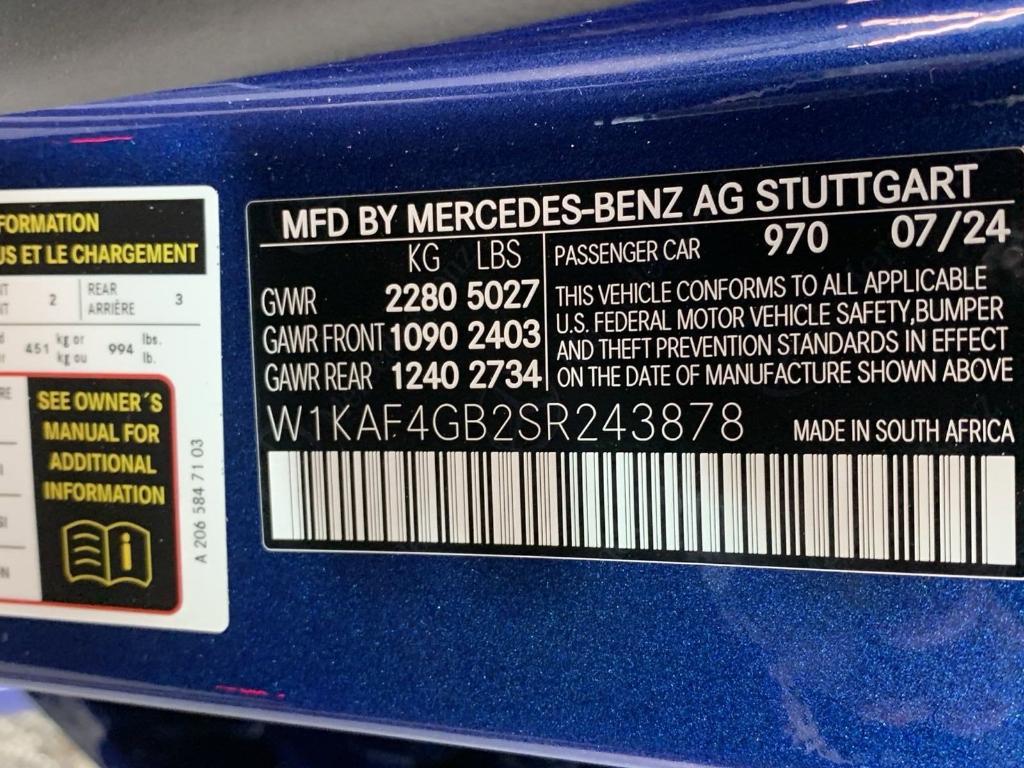 FORMATION
US ET LE CHARGEMENT
2 REAR ARRIÈRE 3
451 kg or kg ou 994 lbs. lb.
SEE OWNER´S
MANUAL FOR
ADDITIONAL
INFORMATION
A 206 584 71 03
MFD BY MERCEDES-BENZ AG STUTTGART
KG LBS
GVWR 2280 5027
GAWR FRONT 1090 2403
GAWR REAR 1240 2734
PASSENGER CAR 970 07/24
THIS VEHICLE CONFORMS TO ALL APPLICABLE
U.S. FEDERAL MOTOR VEHICLE SAFETY,BUMPER
AND THEFT PREVENTION STANDARDS IN EFFECT
ON THE DATE OF MANUFACTURE SHOWN ABOVE
W1KAF4GB2SR243878 MADE IN SOUTH AFRICA